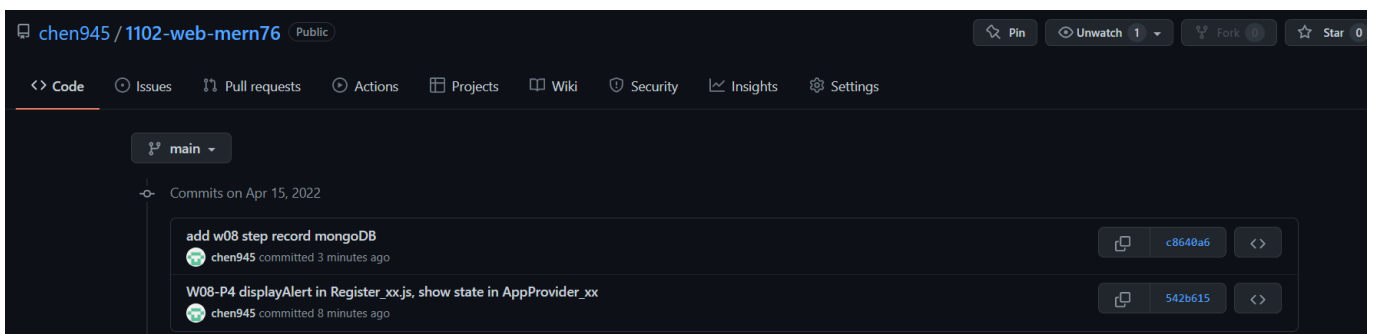 chen945 / 1102-web-mern76 Public
Pin Unwatch 1 Fork 0 Star 0
<> Code Issues Pull requests Actions Projects Wiki Security Insights Settings
main
Commits on Apr 15, 2022
add w08 step record mongoDB
chen945 committed 3 minutes ago
c8640a6
W08-P4 displayAlert in Register_xx.js, show state in AppProvider_xx
chen945 committed 8 minutes ago
542b615